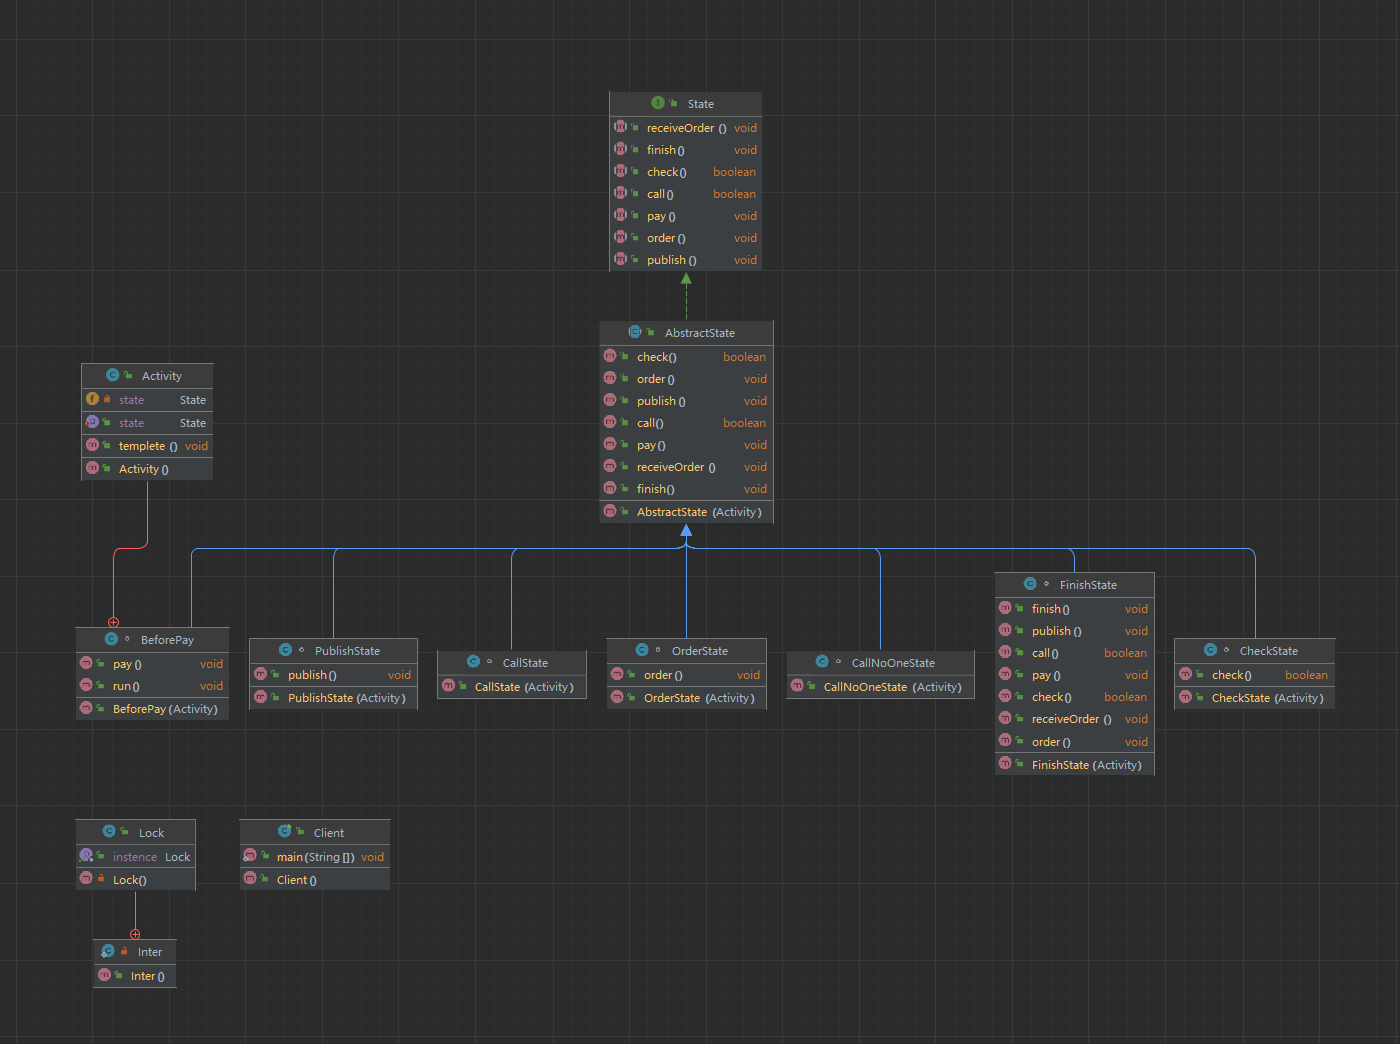 State
receiveOrder () void
finish() void
check() boolean
call() boolean
pay() void
order() void
publish() void
AbstractState
check() boolean
order() void
publish() void
call() boolean
pay() void
receiveOrder () void
finish() void
AbstractState (Activity)
Activity
state State
state State
templete () void
Activity()
BeforePay
pay() void
run() void
BeforePay(Activity)
PublishState
publish() void
PublishState(Activity)
CallState
CallState (Activity)
OrderState
order() void
OrderState (Activity)
CallNoOneState
CallNoOneState (Activity)
FinishState
finish() void
publish() void
call() boolean
pay() void
check() boolean
receiveOrder () void
order() void
FinishState (Activity)
CheckState
check() boolean
CheckState (Activity)
Lock
instence Lock
Lock()
Client
main(String[]) void
Client()
Inter
Inter()